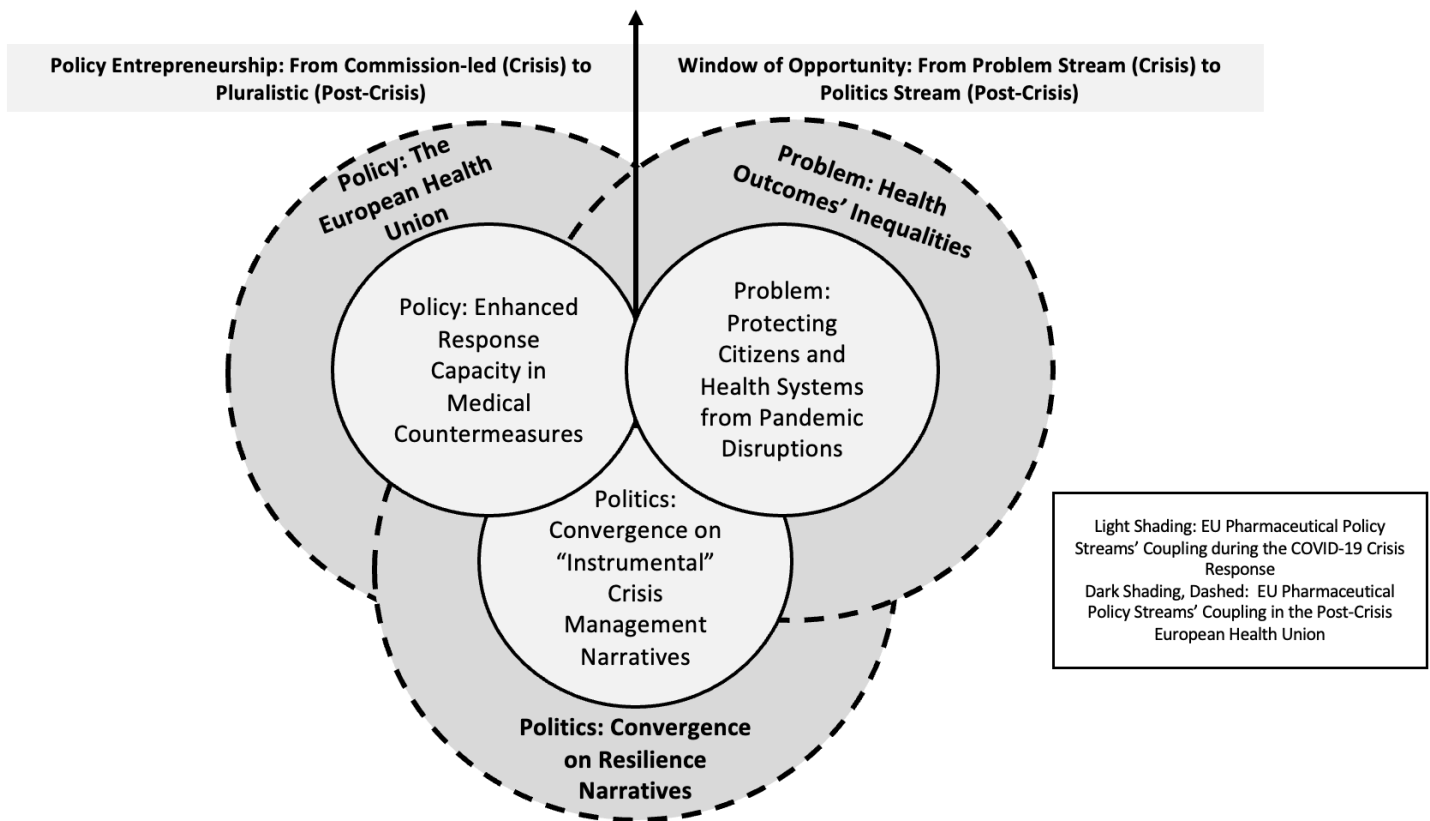 Policy Entrepreneurship: From Commission-led (Crisis) to
Pluralistic (Post-Crisis)
Window of Opportunity: From Problem Stream (Crisis) to
Politics Stream (Post-Crisis)
Policy: The
European Health
Union
Problem: Health
Outcomes’ Inequalities
Policy: Enhanced
Response
Capacity in
Medical
Countermeasures
Problem:
Protecting
Citizens and
Health Systems
from Pandemic
Disruptions
Politics:
Convergence on
“Instrumental”
Crisis
Management
Narratives
Politics: Convergence
on Resilience
Narratives
Light Shading: EU Pharmaceutical Policy
Streams’ Coupling during the COVID-19 Crisis
Response
Dark Shading, Dashed: EU Pharmaceutical
Policy Streams’ Coupling in the Post-Crisis
European Health Union